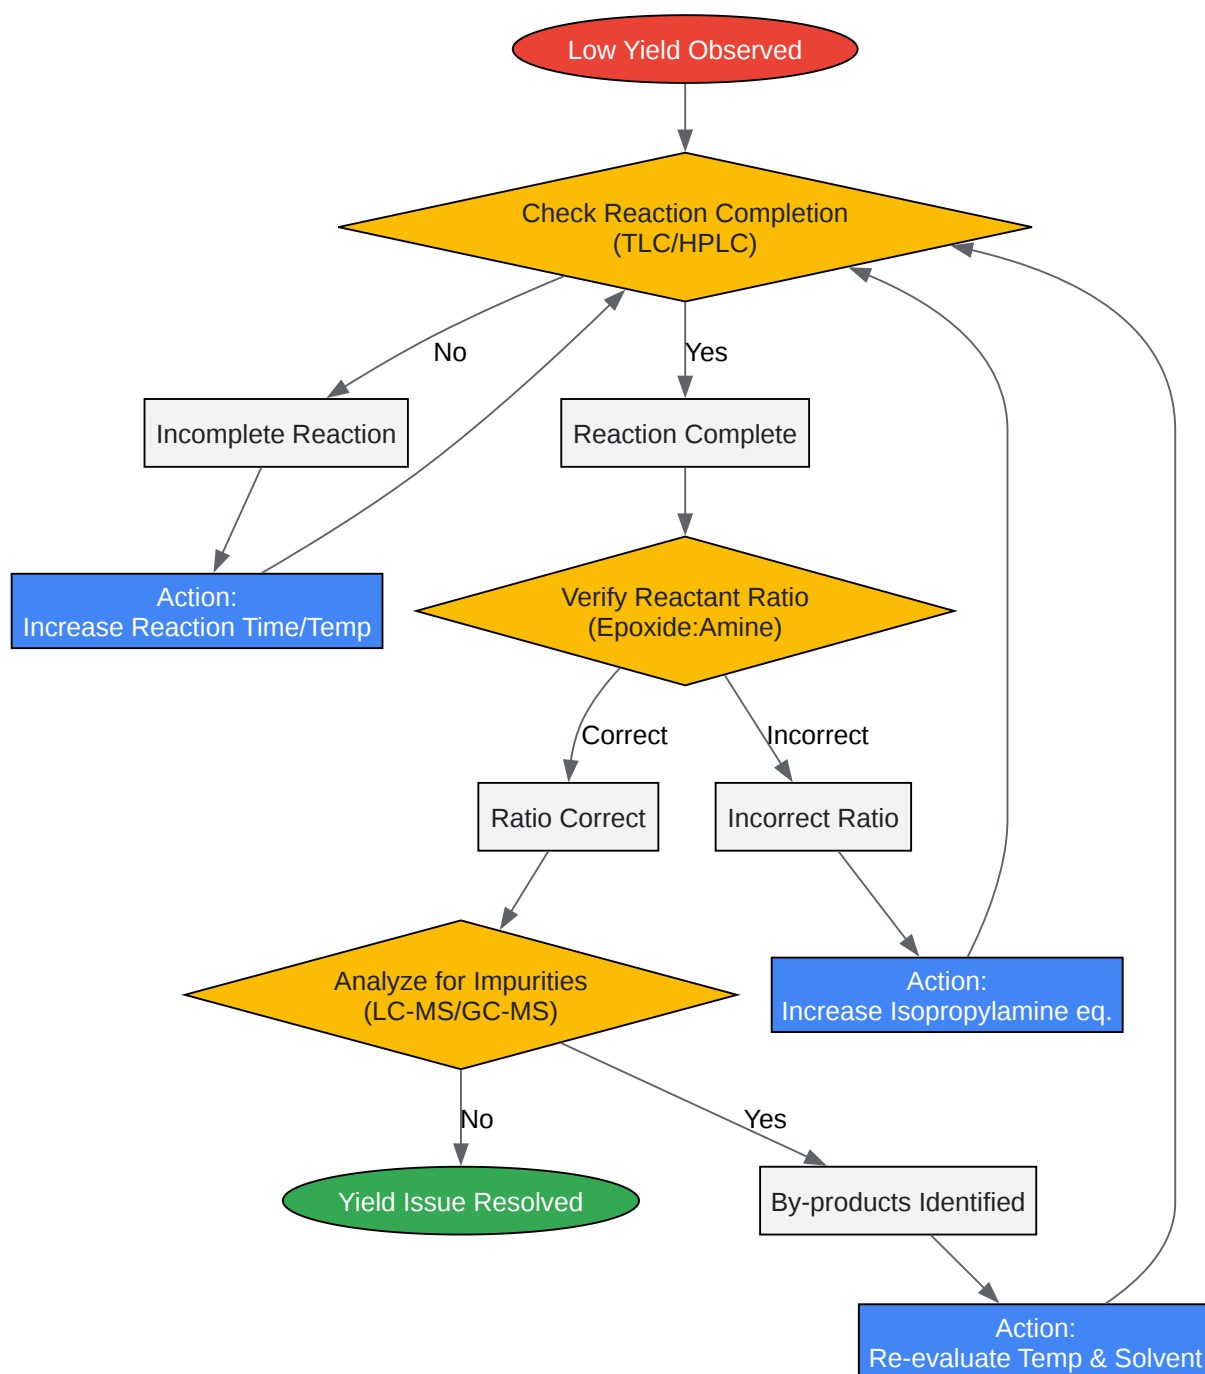 Low Yield Observed
Check Reaction Completion
(TLC/HPLC)
No
Yes
Incomplete Reaction
Reaction Complete
Action:
Increase Reaction Time/Temp
Verify Reactant Ratio
(Epoxide:Amine)
Correct
Incorrect
Ratio Correct
Incorrect Ratio
Analyze for Impurities
(LC-MS/GC-MS)
Action:
Increase Isopropylamine eq.
No
Yes
Yield Issue Resolved
By-products Identified
Action:
Re-evaluate Temp & Solvent